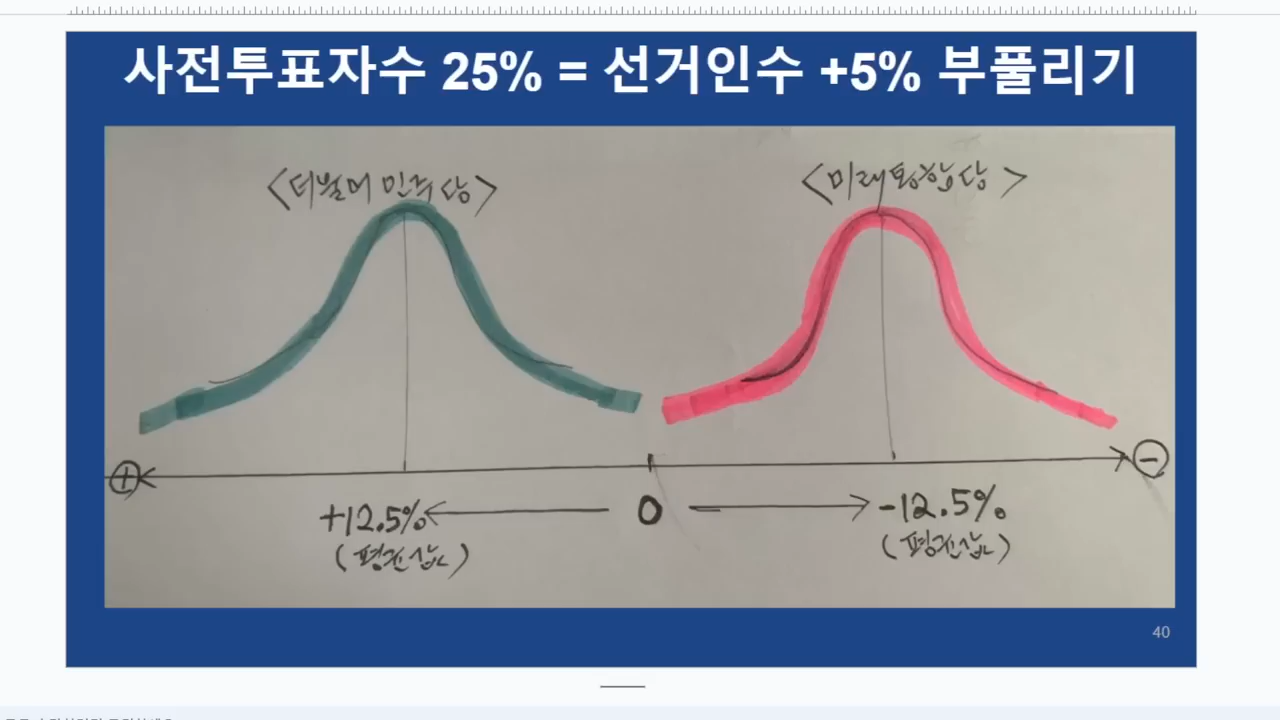 사전투표자수 25% = 선거인수 +5% 부풀리기
<더불어민주당>
<미래통합당>
+
-
+12.5%
0
-12.5%
(평균값)
(평균값)
40